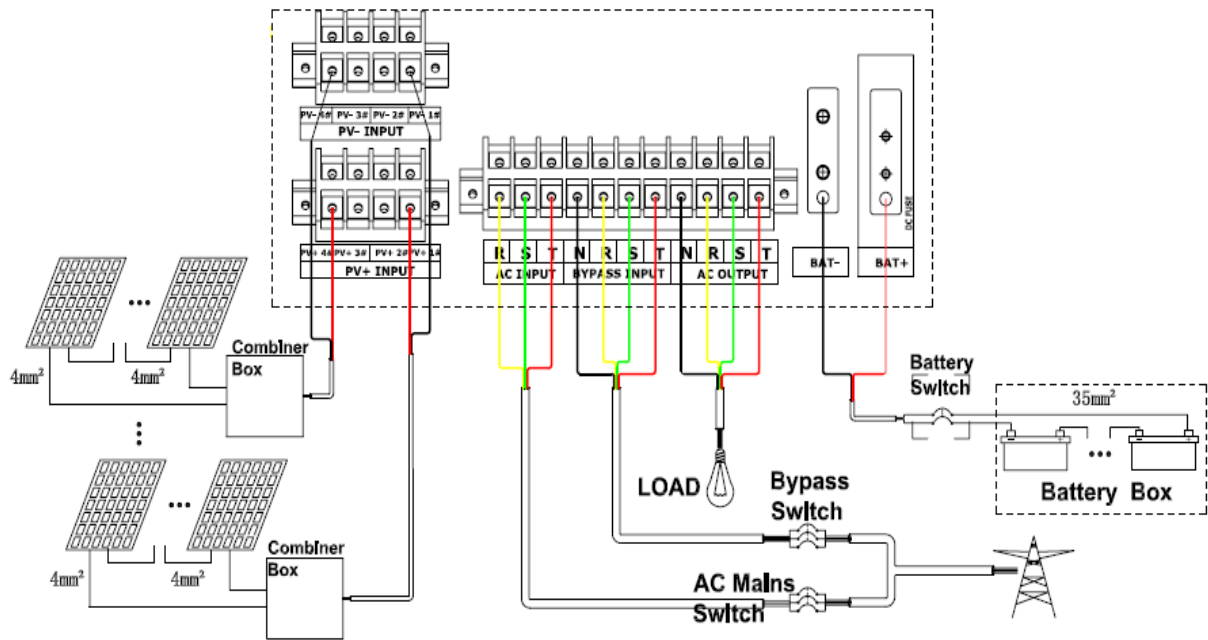 PV- 4# PV- 3# PV- 2# PV- 1#
PV- INPUT
PV+ 4# PV+ 3# PV+ 2# PV+ 1#
PV+ INPUT
R S T N R S T N R S T
AC INPUT BYPASS INPUT AC OUTPUT
BAT-
BAT+
DC FUSE
Combiner
Box
4mm²
4mm²
Combiner
Box
4mm²
4mm²
LOAD
Battery
Switch
35mm²
Battery Box
Bypass
Switch
AC Mains
Switch